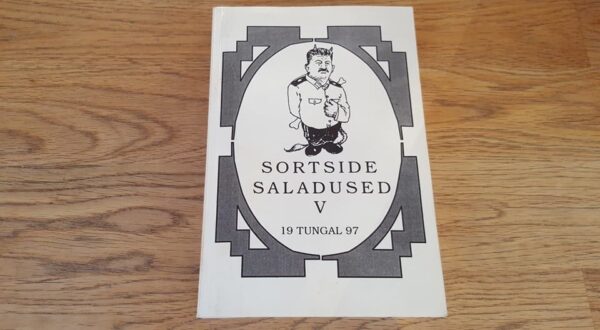 SORTSIDE
SALADUSED
V
19 TUNGAL 97